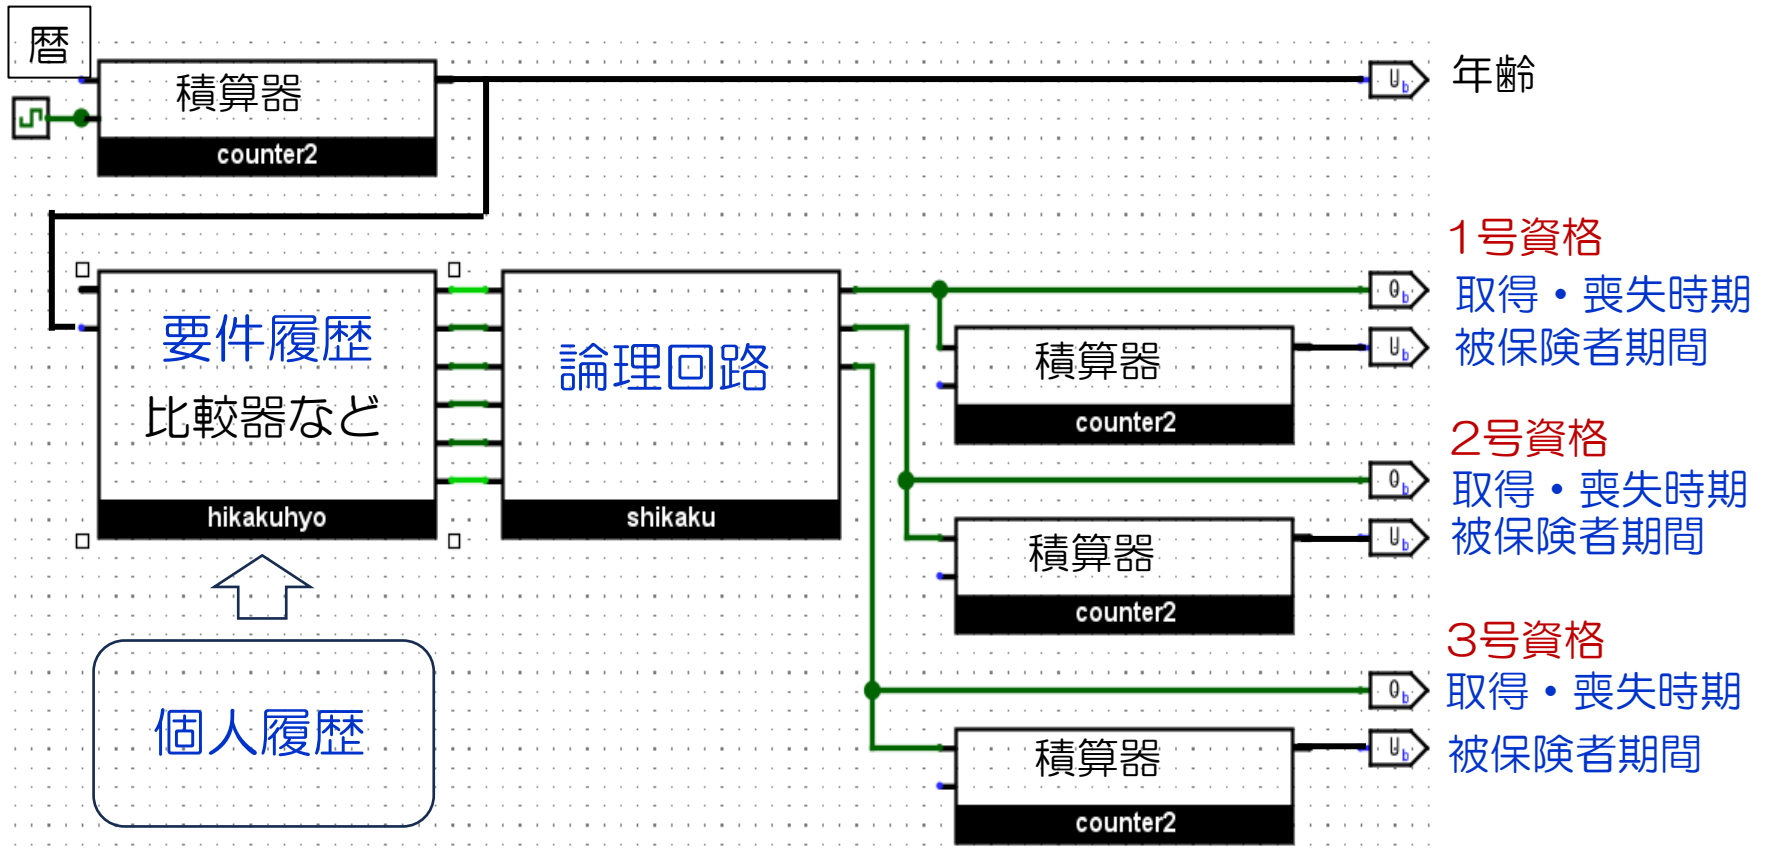 暦
積算器
counter2
U b
年齢
1号資格
0 b
取得・喪失時期
U b
被保険者期間
要件履歴
比較器など
hikakuhyo
論理回路
shikaku
積算器
counter2
2号資格
0 b
取得・喪失時期
U b
被保険者期間
積算器
counter2
3号資格
0 b
取得・喪失時期
U b
被保険者期間
積算器
counter2
個人履歴